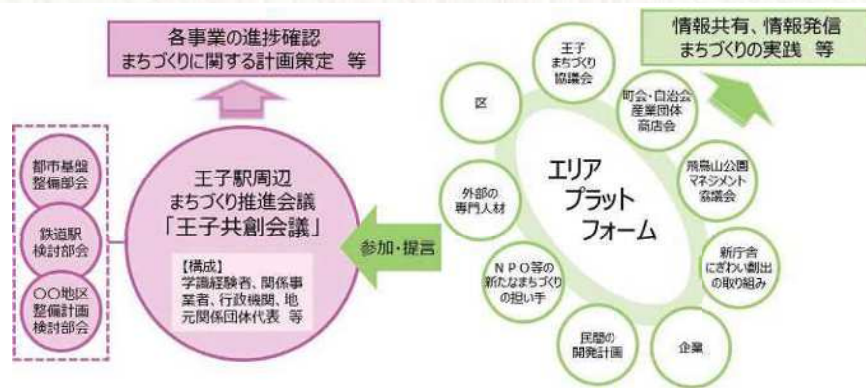 各事業の進捗確認
まちづくりに関する計画策定 等
都市基盤
整備部会
鉄道駅
検討部会
〇〇地区
整備計画
検討部会
王子駅周辺
まちづくり推進会議
「王子共創会議」
【構成】
学識経験者、関係事
業者、行政機関、地
元関係団体代表 等
参加・提言
情報共有、情報発信
まちづくりの実践 等
エリア
プラット
フォーム
王子
まちづくり
協議会
町会・自治会
産業団体
商店会
飛鳥山公園
マネジメント
協議会
新庁舎
にぎわい創出
の取り組み
企業
民間の
開発計画
NPO等の
新たなまちづくり
の担い手
外部の
専門人材
区